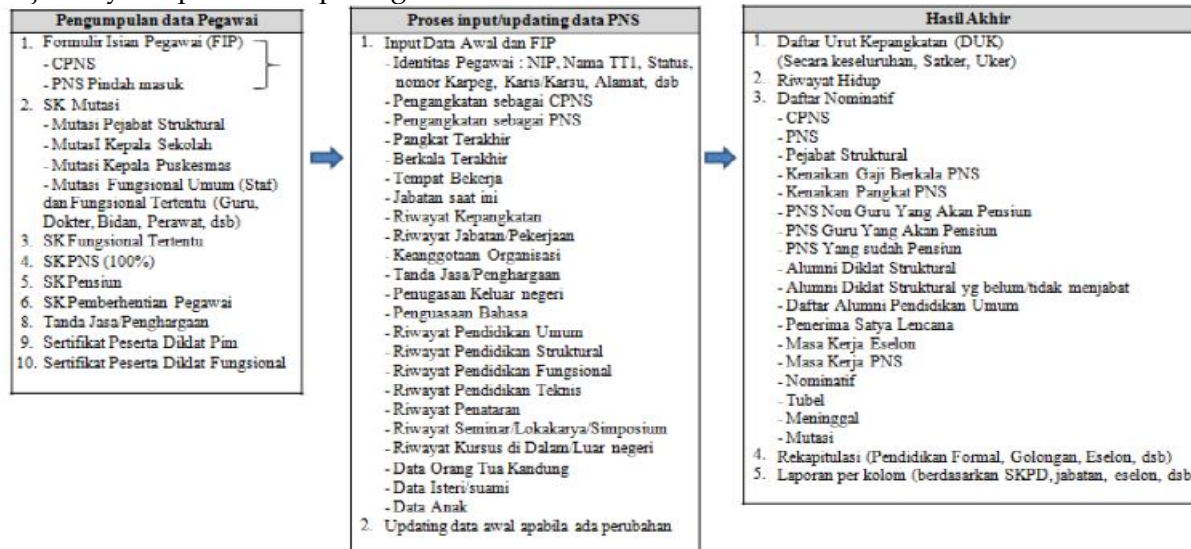 Pengumpulan data Pegawai
1. Formulir Isian Pegawai (FIP)
- CPNS
- PNS Pindah masuk
2. SK Mutasi
- Mutasi Pejabat Struktural
- MutasI Kepala Sekolah
- Mutasi Kepala Puskesmas
- Mutasi Fungsional Umum (Staf)
dan Fungsional Tertentu (Guru,
Dokter, Bidan, Perawat, dsb)
3. SK Fungsional Tertentu
4. SK PNS (100%)
5. SK Pensiun
6. SK Pemberhentian Pegawai
8. Tanda Jasa/Penghargaan
9. Sertifikat Peserta Diklat Pim
10. Sertifikat Peserta Diklat Fungsional
Proses input/updating data PNS
1. Input Data Awal dan FIP
- Identitas Pegawai : NIP, Nama TT1, Status,
nomor Karpeg, Karis/Karsu, Alamat, dsb
- Pengangkatan sebagai CPNS
- Pengangkatan sebagai PNS
- Pangkat Terakhir
- Berkala Terakhir
- Tempat Bekerja
- Jabatan saat ini
- Riwayat Kepangkatan
- Riwayat Jabatan/Pekerjaan
- Keanggotaan Organisasi
- Tanda Jasa/Penghargaan
- Penugasan Keluar negeri
- Penguasaan Bahasa
- Riwayat Pendidikan Umum
- Riwayat Pendidikan Struktural
- Riwayat Pendidikan Fungsional
- Riwayat Pendidikan Teknis
- Riwayat Penataran
- Riwayat Seminar/Lokakarya/Simposium
- Riwayat Kursus di Dalam/Luar negeri
- Data Orang Tua Kandung
- Data Isteri/suami
- Data Anak
2. Updating data awal apabila ada perubahan
Hasil Akhir
1. Daftar Urut Kepangkatan (DUK)
(Secara keseluruhan, Satker, Uker)
2. Riwayat Hidup
3. Daftar Nominatif
- CPNS
- PNS
- Pejabat Struktural
- Kenaikan Gaji Berkala PNS
- Kenaikan Pangkat PNS
- PNS Non Guru Yang Akan Pensiun
- PNS Guru Yang Akan Pensiun
- PNS Yang sudah Pensiun
- Alumni Diklat Struktural
- Alumni Diklat Struktural yg belum/tidak menjabat
- Daftar Alumni Pendidikan Umum
- Penerima Satya Lencana
- Masa Kerja Eselon
- Masa Kerja PNS
- Nominatif
- Tubel
- Meninggal
- Mutasi
4. Rekapitulasi (Pendidikan Formal, Golongan, Eselon, dsb)
5. Laporan per kolom (berdasarkan SKPD, jabatan, eselon, dsb